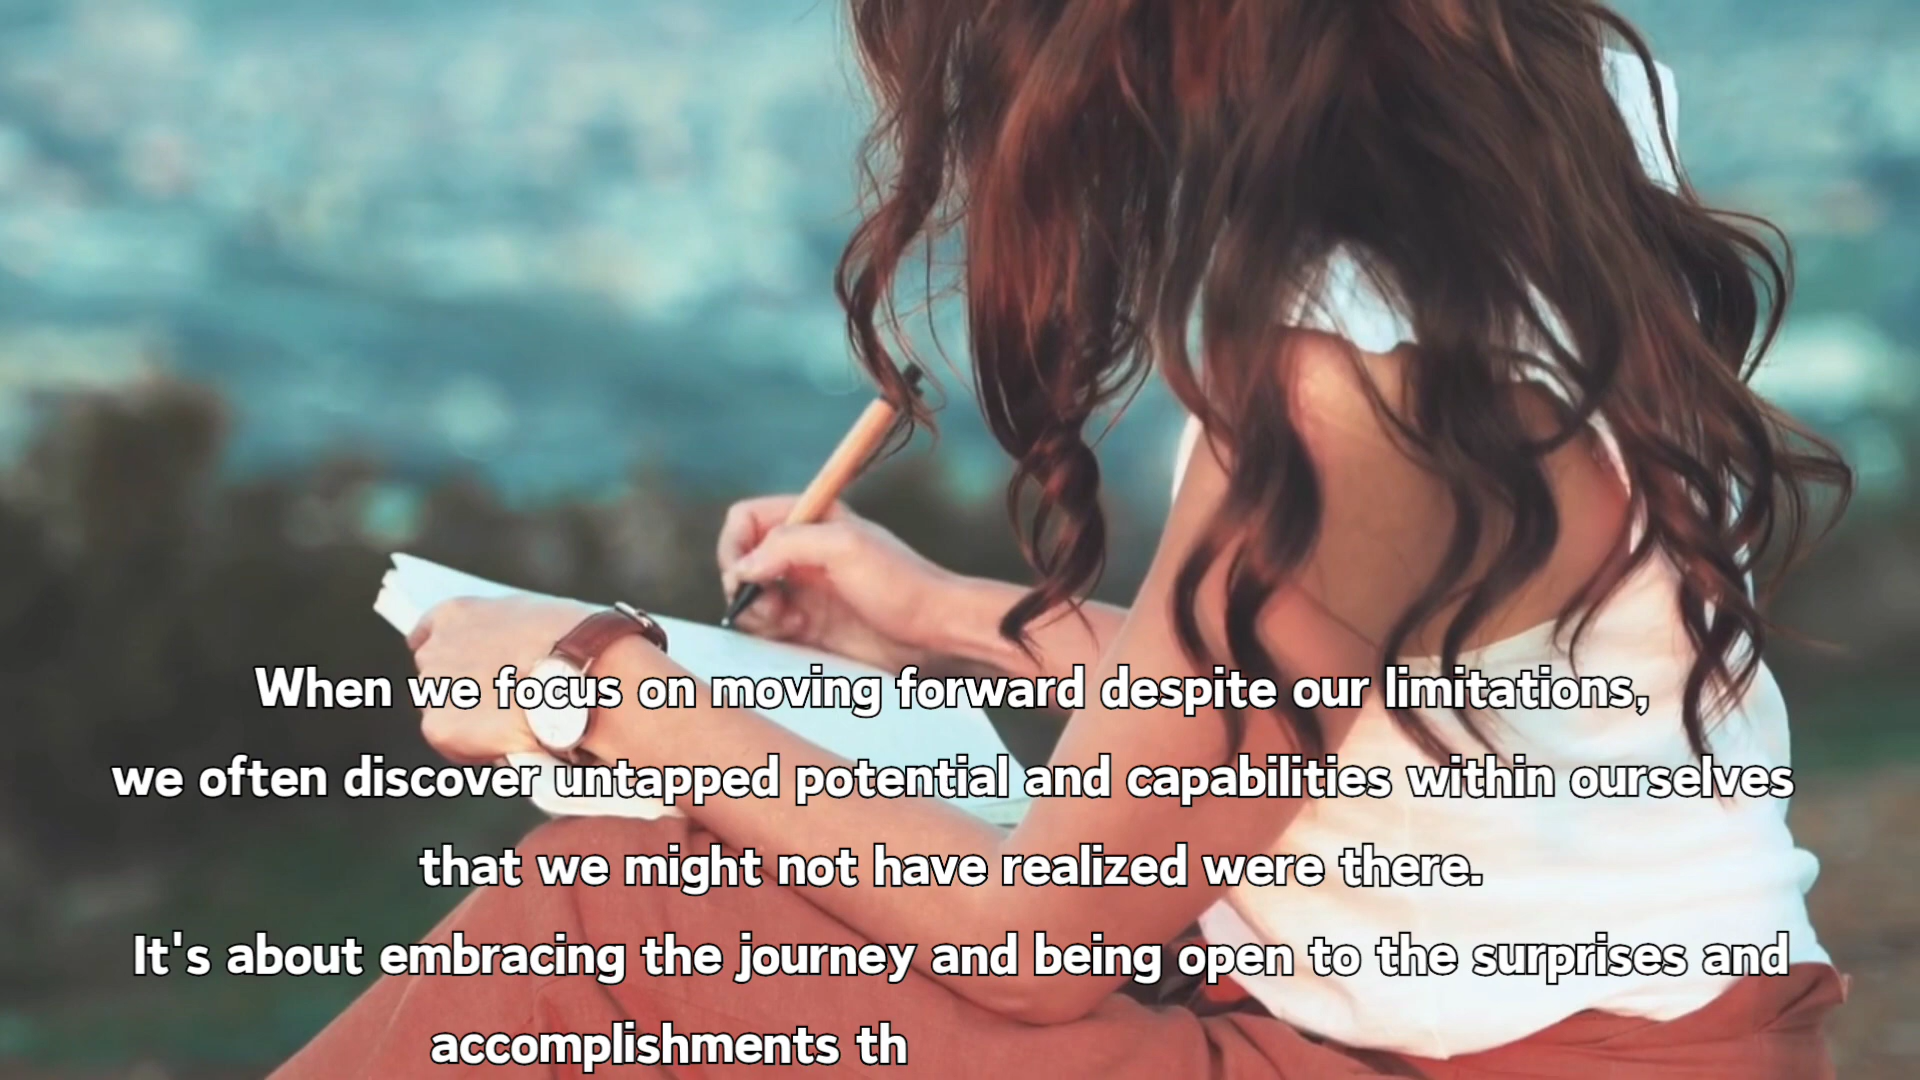 When we focus on moving forward despite our limitations,
we often discover untapped potential and capabilities within ourselves
that we might not have realized were there.
It's about embracing the journey and being open to the surprises and
accomplishments th